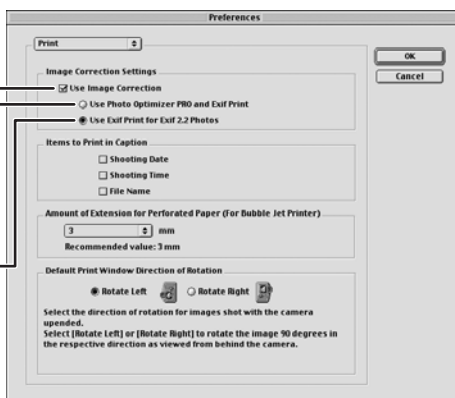 Preferences
Print
OK
Cancel
Image Correction Settings
Use Image Correction
Use Photo Optimizer PRO and Exif Print
Use Exif Print for Exif 2.2 Photos
Items to Print in Caption
Shooting Date
Shooting Time
File Name
Amount of Extension for Perforated Paper (For Bubble Jet Printer)
3 mm
Recommended value: 3 mm
Default Print Window Direction of Rotation
Rotate Left Rotate Right
Select the direction of rotation for images shot with the camera
upended.
Select [Rotate Left] or [Rotate Right] to rotate the image 90 degrees in
the respective direction as viewed from behind the camera.